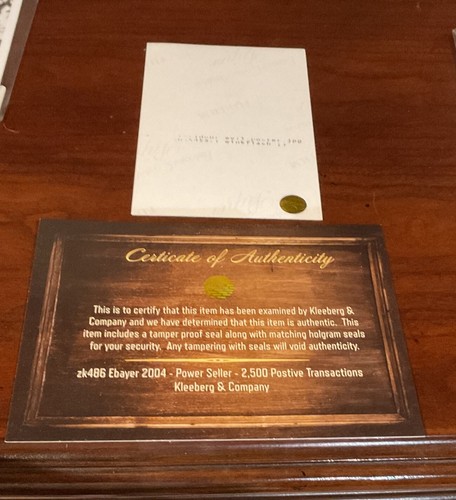 Certicate of Authenticity
This is to certify that this item has been examined by Kleeberg &
Company and we have determined that this item is authentic. This
item includes a tamper proof seal along with matching holgram seals
for your security. Any tampering with seals will void authenticity.
zk486 Ebayer 2004 - Power Seller - 2,500 Postive Transactions
Kleeberg & Company